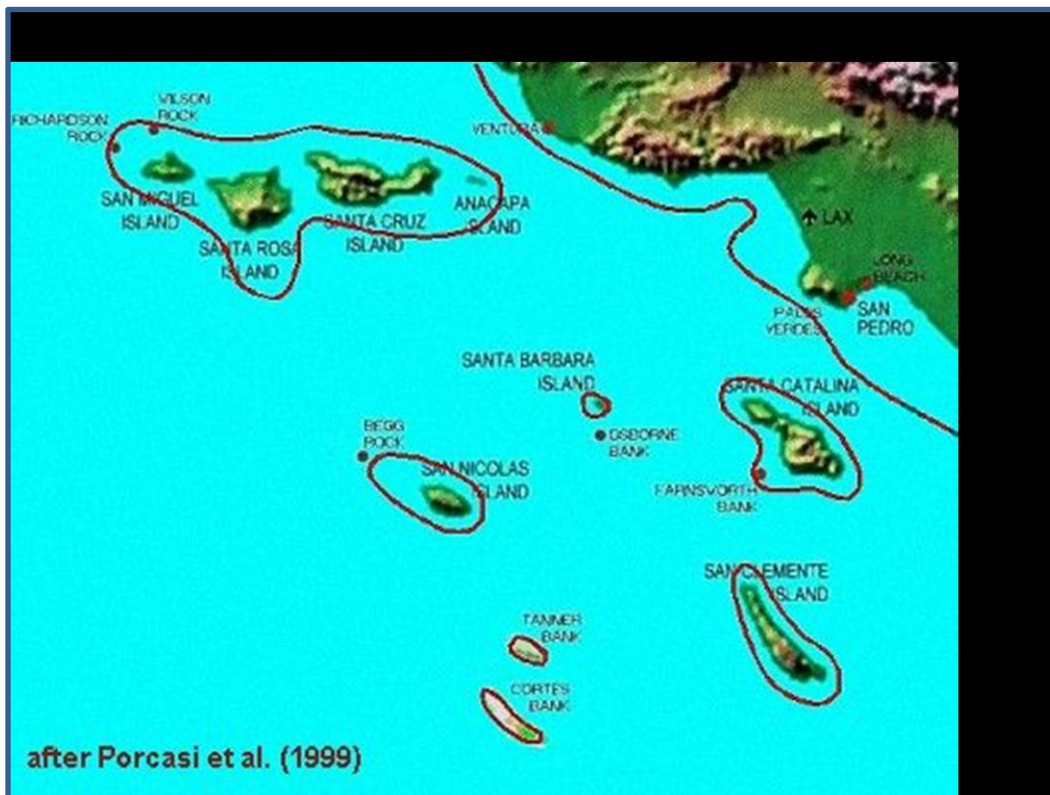 WILSON
ROCK
RICHARDSON
ROCK
VENTURA
SAN MIGUEL
ISLAND
SANTA ROSA
ISLAND
SANTA CRUZ
ISLAND
ANACAPA
ISLAND
LAX
LONG
BEACH
SAN
PEDRO
PALOS
VERDES
SANTA BARBARA
ISLAND
SANTA CATALINA
ISLAND
OSBORNE
BANK
BEGG
ROCK
SAN NICOLAS
ISLAND
FARNSWORTH
BANK
SAN CLEMENTE
ISLAND
TANNER
BANK
CORTES
BANK
after Porcasi et al. (1999)